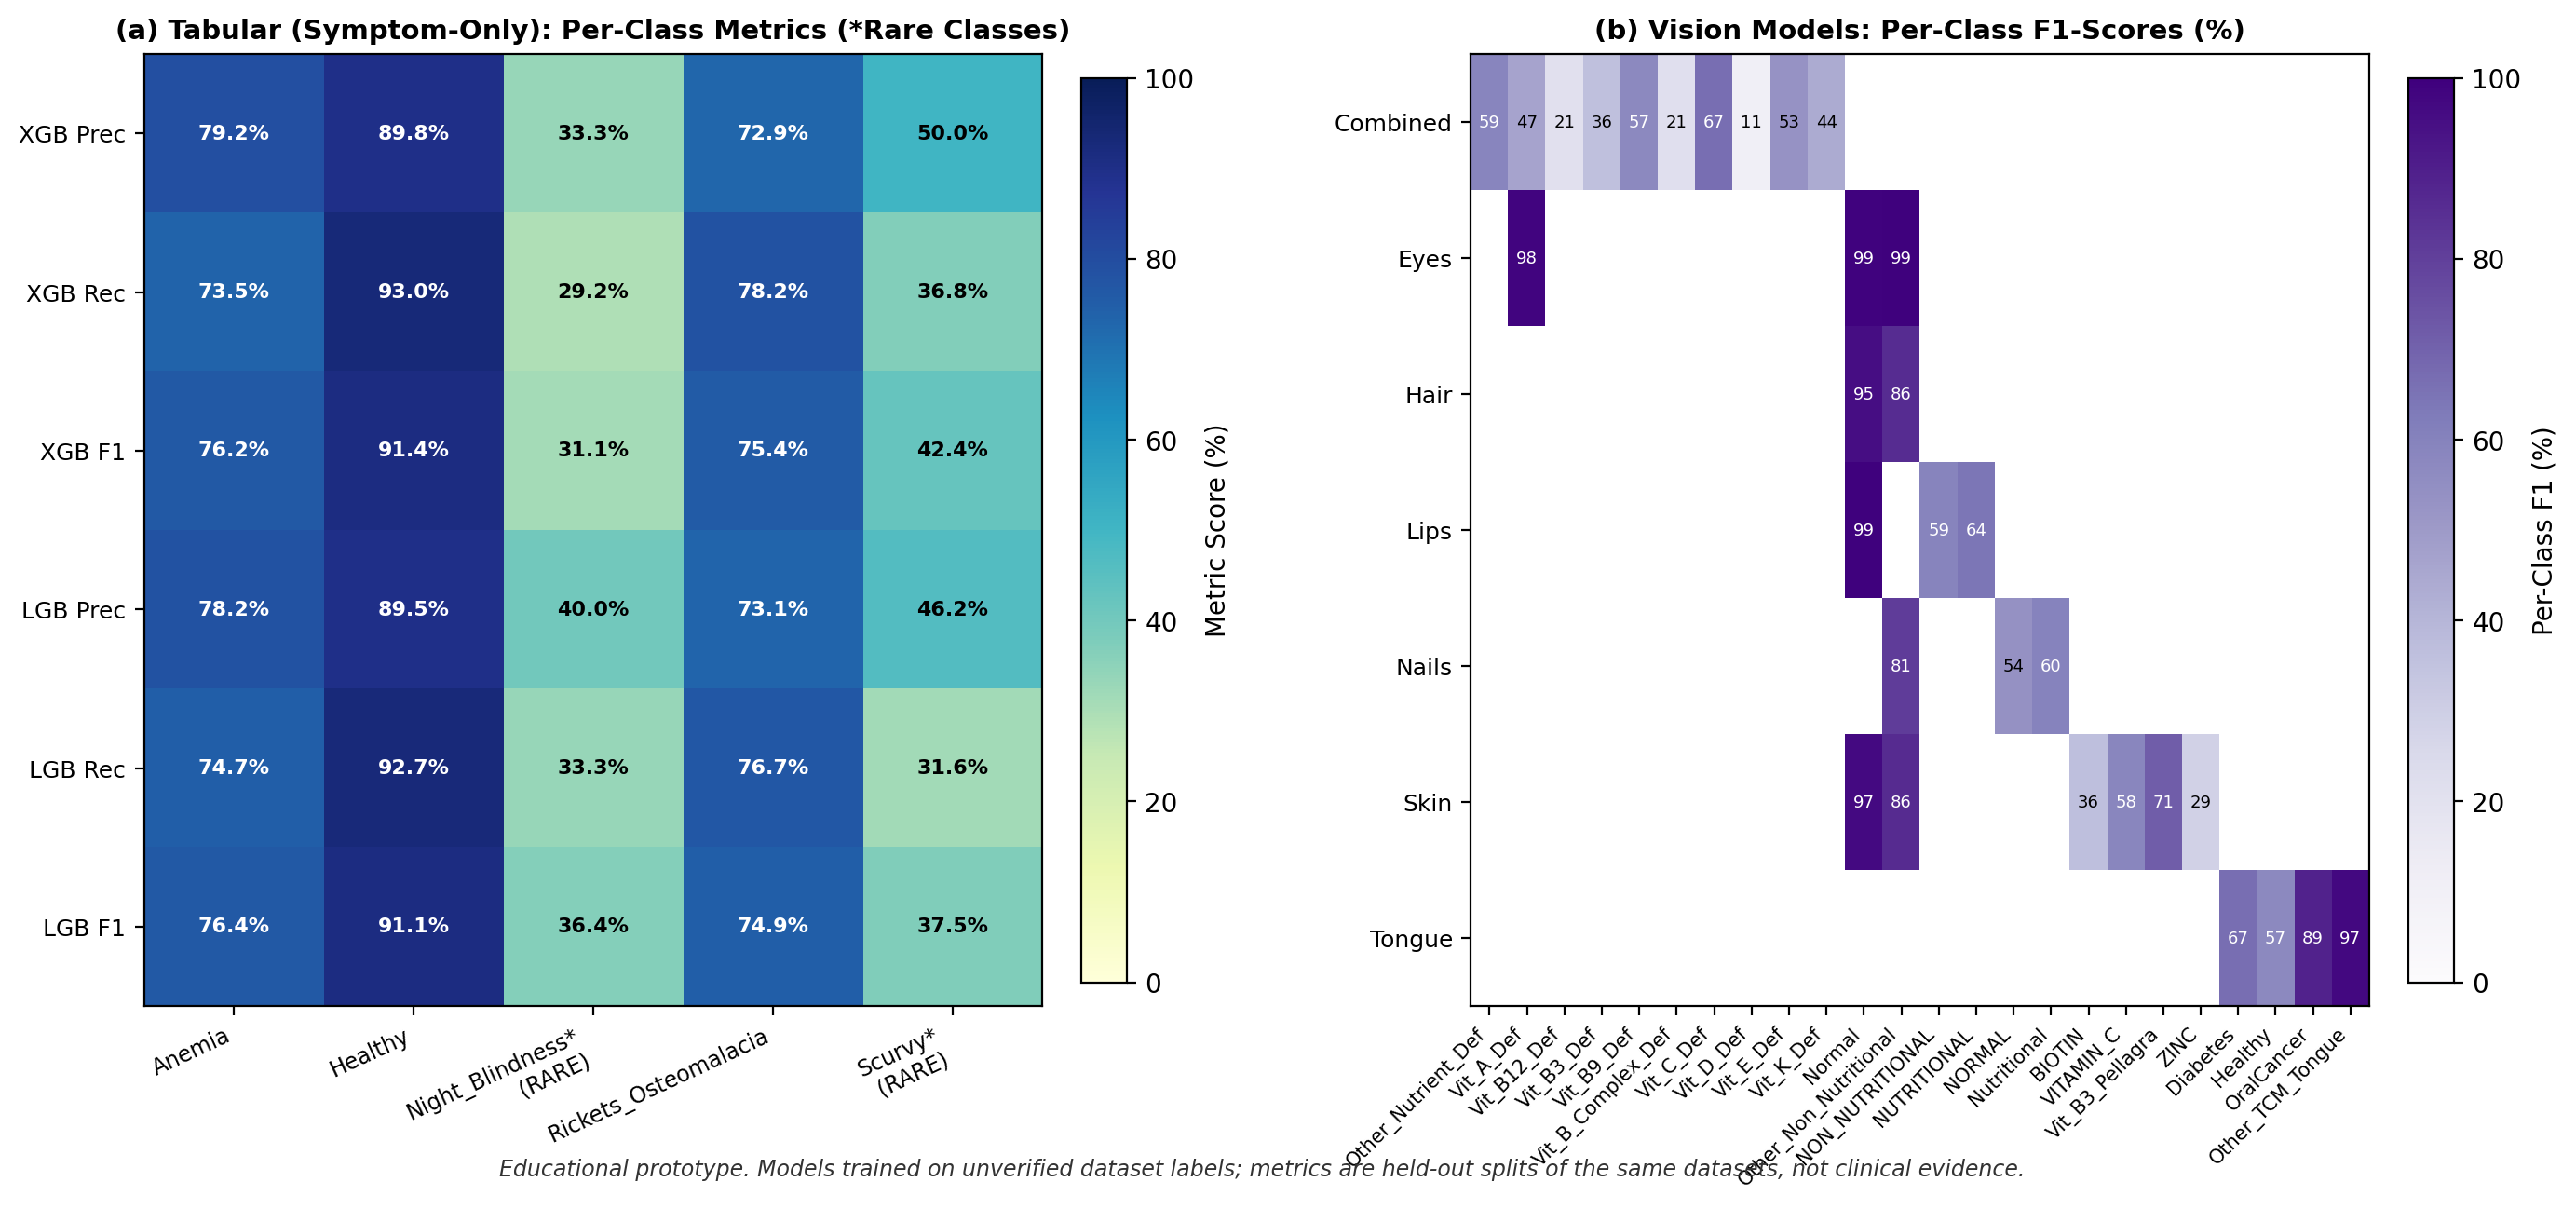 (a) Tabular (Symptom-Only): Per-Class Metrics (*Rare Classes)
XGB Prec 79.2% 89.8% 33.3% 72.9% 50.0%
XGB Rec 73.5% 93.0% 29.2% 78.2% 36.8%
XGB F1 76.2% 91.4% 31.1% 75.4% 42.4%
LGB Prec 78.2% 89.5% 40.0% 73.1% 46.2%
LGB Rec 74.7% 92.7% 33.3% 76.7% 31.6%
LGB F1 76.4% 91.1% 36.4% 74.9% 37.5%
Anemia
Healthy
Night_Blindness*
(RARE)
Rickets_Osteomalacia
Scurvy*
(RARE)
100
80
60
40
20
0
Metric Score (%)
(b) Vision Models: Per-Class F1-Scores (%)
Combined 59 47 21 36 57 21 67 11 53 44
Eyes 98 99 99
Hair 95 86
Lips 99 59 64
Nails 81 54 60
Skin 97 86 36 58 71 29
Tongue 67 57 89 97
Other_Nutrient_Def
Vit_A_Def
Vit_B12_Def
Vit_B3_Def
Vit_B9_Def
Vit_B_Complex_Def
Vit_C_Def
Vit_D_Def
Vit_E_Def
Vit_K_Def
Normal
Other_Non_Nutritional
NON_NUTRITIONAL
NUTRITIONAL
NORMAL
Nutritional
BIOTIN
VITAMIN_C
Vit_B3_Pellagra
ZINC
Diabetes
Healthy
OralCancer
Other_TCM_Tongue
100
80
60
40
20
0
Per-Class F1 (%)
Educational prototype. Models trained on unverified dataset labels; metrics are held-out splits of the same datasets, not clinical evidence.